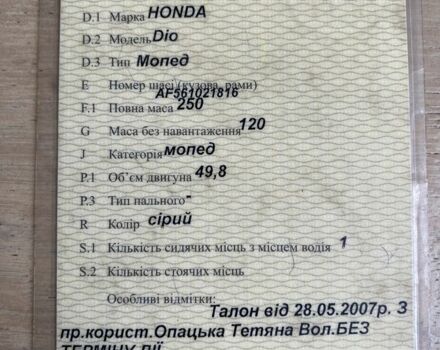 D.1 Марка HONDA
D.2 Модель Dio
D.3 Тип Мопед
E Номер шасі (кузова, рами)
AF561021816
F.1 Повна маса 250
G Маса без навантаження 120
J Категорія мопед
P.1 Об'єм двигуна 49,8
P.3 Тип пального -
R Колір сірий
S.1 Кількість сидячих місць з місцем водія 1
S.2 Кількість стоячих місць
Особливі відмітки: Талон від 28.05.2007р. З
пр.корист.Опацька Тетяна Вол.БЕЗ
ТЕРМІНУ ДІЇ